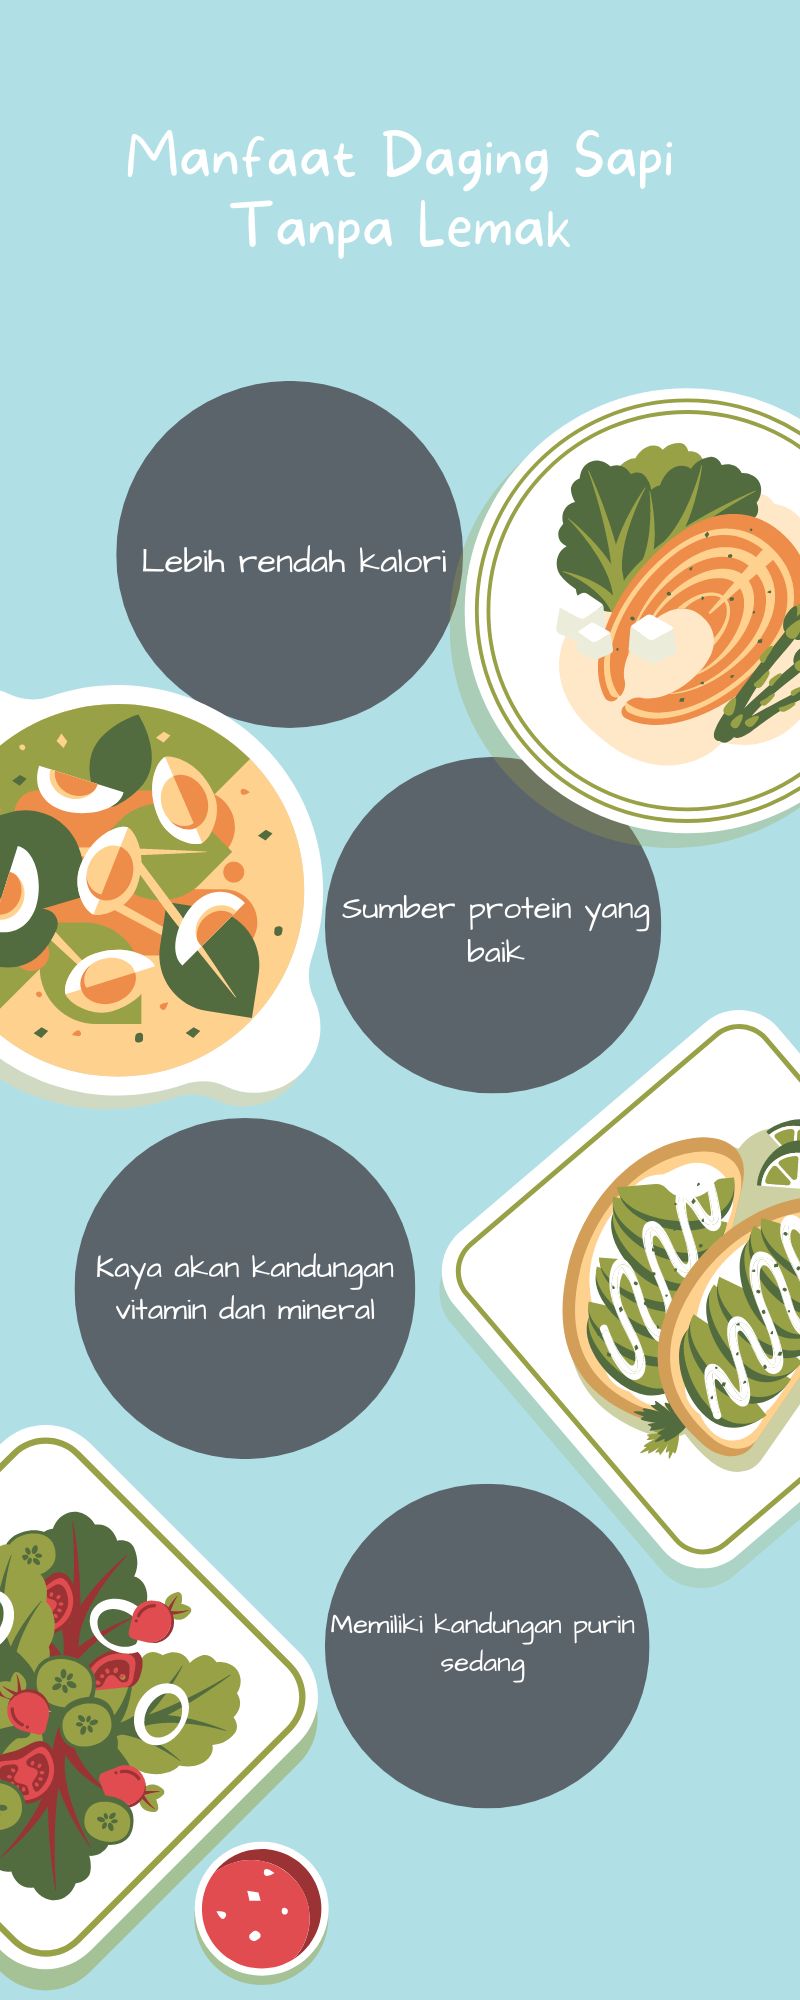 Manfaat Daging Sapi
Tanpa Lemak
Lebih rendah kalori
Sumber protein yang
baik
Kaya akan kandungan
vitamin dan mineral
Memiliki kandungan purin
sedang